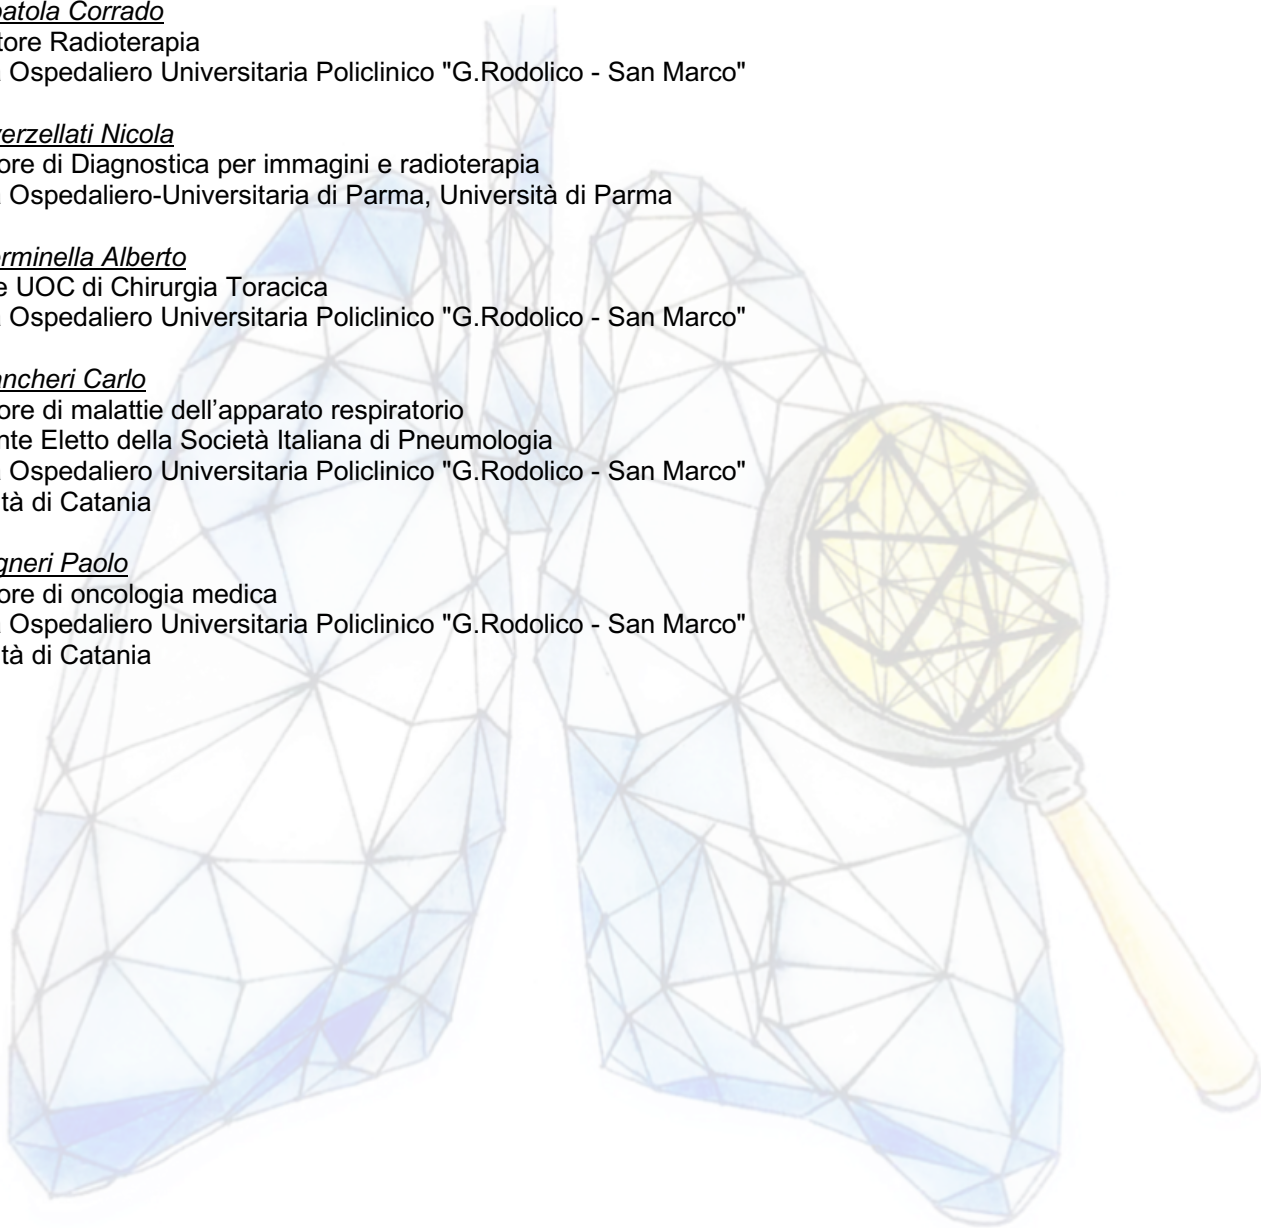 patola Corrado
tore Radioterapia
a Ospedaliero Universitaria Policlinico "G.Rodolico - San Marco"
verzellati Nicola
ore di Diagnostica per immagini e radioterapia
a Ospedaliero-Universitaria di Parma, Università di Parma
erminella Alberto
e UOC di Chirurgia Toracica
a Ospedaliero Universitaria Policlinico "G.Rodolico - San Marco"
ancheri Carlo
ore di malattie dell’apparato respiratorio
nte Eletto della Società Italiana di Pneumologia
a Ospedaliero Universitaria Policlinico "G.Rodolico - San Marco"
tà di Catania
gneri Paolo
ore di oncologia medica
a Ospedaliero Universitaria Policlinico "G.Rodolico - San Marco"
tà di Catania